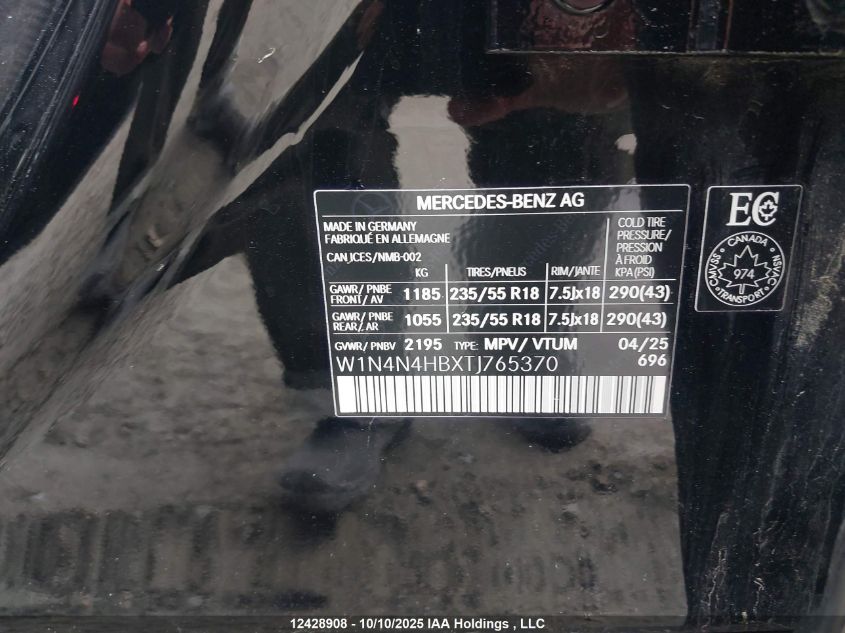 MERCEDES-BENZ AG
MADE IN GERMANY
FABRIQUÉ EN ALLEMAGNE
CAN JCES/NMB-002
COLD TIRE
PRESSURE/
PRESSION
À FROID
KG TIRES/PNEUS RIM/JANTE KPA(PSI)
GAWR/ PNBE
FRONT/ AV 1185 235/55 R18 7.5Jx18 290(43)
GAWR/ PNBE
REAR/ AR 1055 235/55 R18 7.5Jx18 290(43)
GVWR/ PNBV 2195 TYPE: MPV/ VTUM 04/25
W1N4N4HBXTJ765370 696
EC
CANADA
CMVSS 974 NSVAC
TRANSPORT
12428908 - 10/10/2025 IAA Holdings , LLC